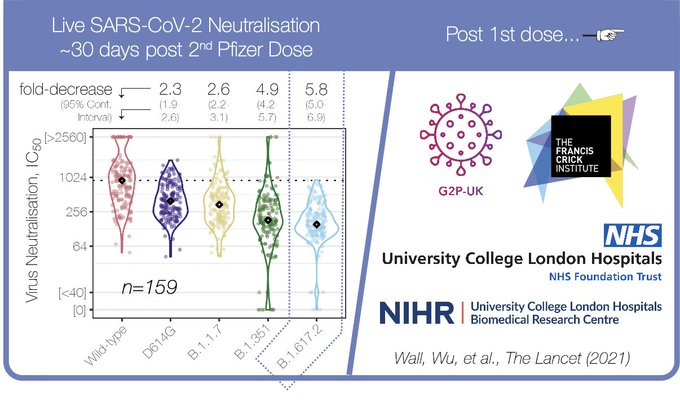 Live SARS-CoV-2 Neutralisation
~30 days post 2nd Pfizer Dose
Post 1st dose...
fold-decrease 2.3 2.6 4.9 5.8
(95% Cont. (1.9- (2.2- (4.2- (5.0-
Interval) 2.6) 3.1) 5.7) 6.9)
Virus Neutralisation, IC50
[>2560]
1024
256
64
[<40]
[0]
n=159
Wild-type
D614G
B.1.1.7
B.1.351
B.1.617.2
G2P-UK
THE
FRANCIS
CRICK
INSTITUTE
NHS
University College London Hospitals
NHS Foundation Trust
NIHR | University College London Hospitals
Biomedical Research Centre
Wall, Wu, et al., The Lancet (2021)